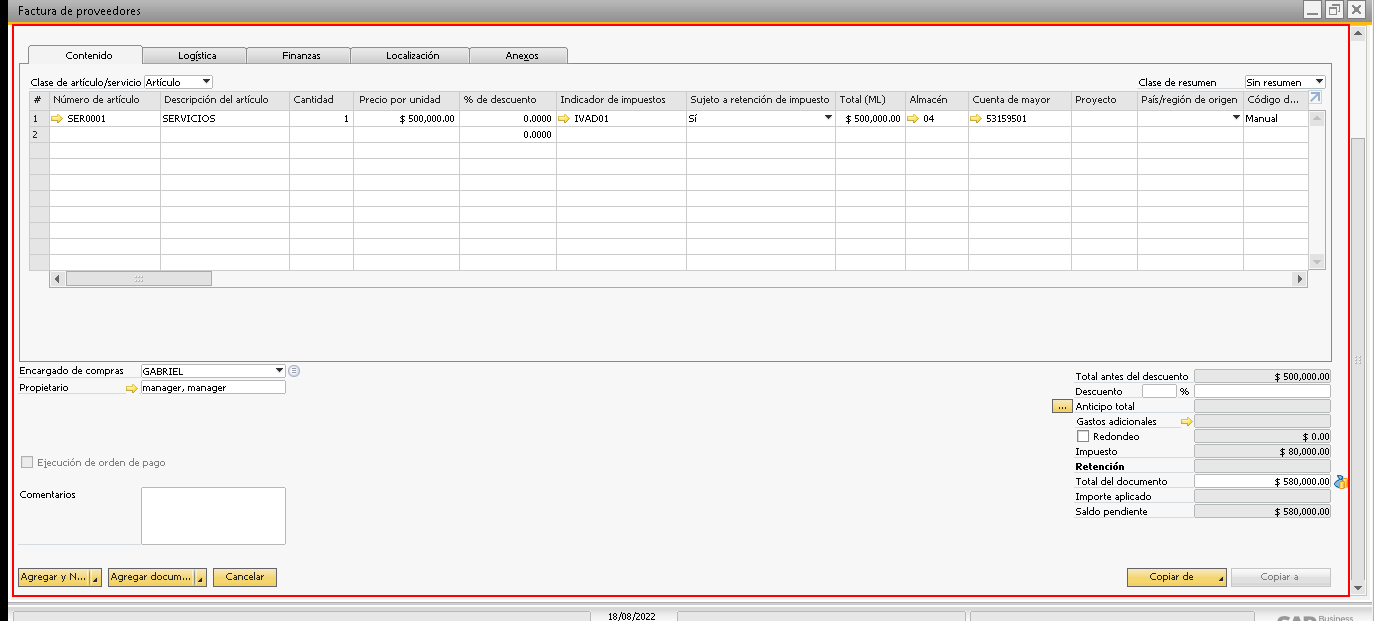 Factura de proveedores
Contenido Logística Finanzas Localización Anexos
Clase de artículo/servicio Artículo Clase de resumen Sin resumen
# Número de artículo Descripción del artículo Cantidad Precio por unidad % de descuento Indicador de impuestos Sujeto a retención de impuesto Total (ML) Almacén Cuenta de mayor Proyecto País/región de origen Código d...
1 SER0001 SERVICIOS 1 $ 500,000.00 0.0000 IVAD01 Sí $ 500,000.00 04 53159501 Manual
2 0.0000
Encargado de compras GABRIEL
Propietario manager, manager
Total antes del descuento $ 500,000.00
Descuento %
... Anticipo total
Gastos adicionales
Redondeo $ 0.00
Impuesto $ 80,000.00
Ejecución de orden de pago
Retención
Total del documento $ 580,000.00
Comentarios
Importe aplicado
Saldo pendiente $ 580,000.00
Agregar y N... Agregar docum... Cancelar Copiar de Copiar a
18/08/2022
SAP Business